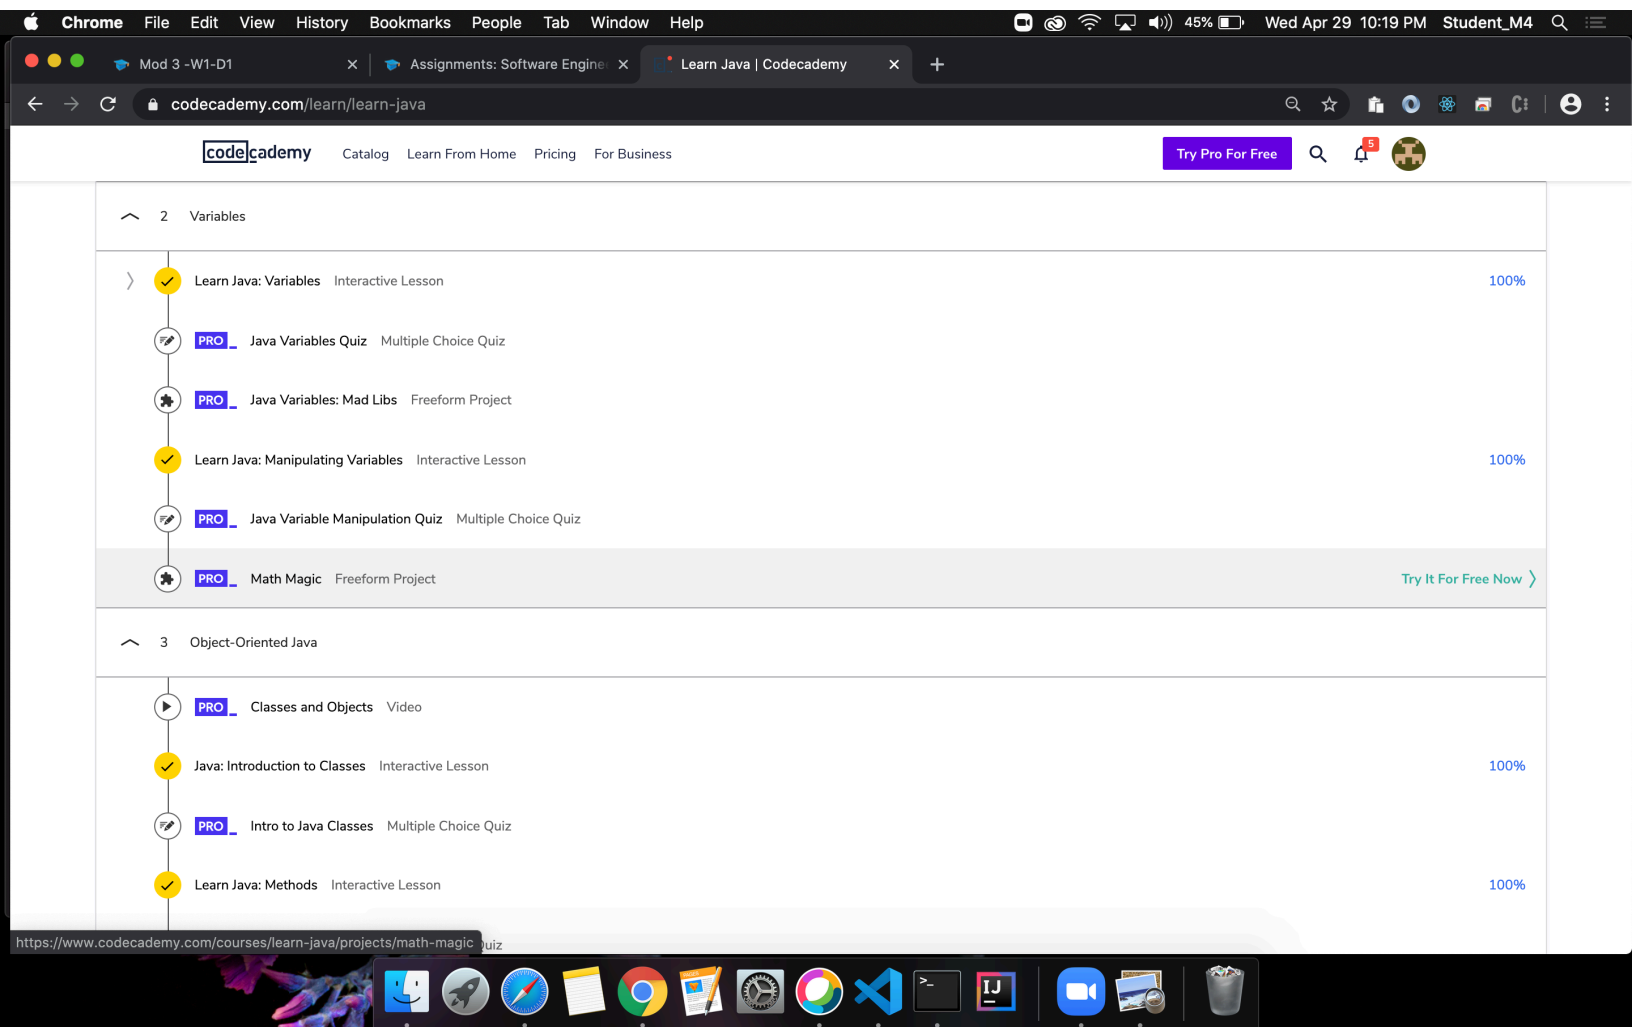 Chrome File Edit View History Bookmarks People Tab Window Help 45% Wed Apr 29 10:19 PM Student_M4
Mod 3 -W1-D1 Assignments: Software Engine Learn Java | Codecademy
codecademy.com/learn/learn-java
codecademy Catalog Learn From Home Pricing For Business Try Pro For Free 5
2 Variables
Learn Java: Variables Interactive Lesson 100%
PRO Java Variables Quiz Multiple Choice Quiz
PRO Java Variables: Mad Libs Freeform Project
Learn Java: Manipulating Variables Interactive Lesson 100%
PRO Java Variable Manipulation Quiz Multiple Choice Quiz
PRO Math Magic Freeform Project Try It For Free Now
3 Object-Oriented Java
PRO Classes and Objects Video
Java: Introduction to Classes Interactive Lesson 100%
PRO Intro to Java Classes Multiple Choice Quiz
Learn Java: Methods Interactive Lesson 100%
https://www.codecademy.com/courses/learn-java/projects/math-magic uiz
PAGES >_ IJ